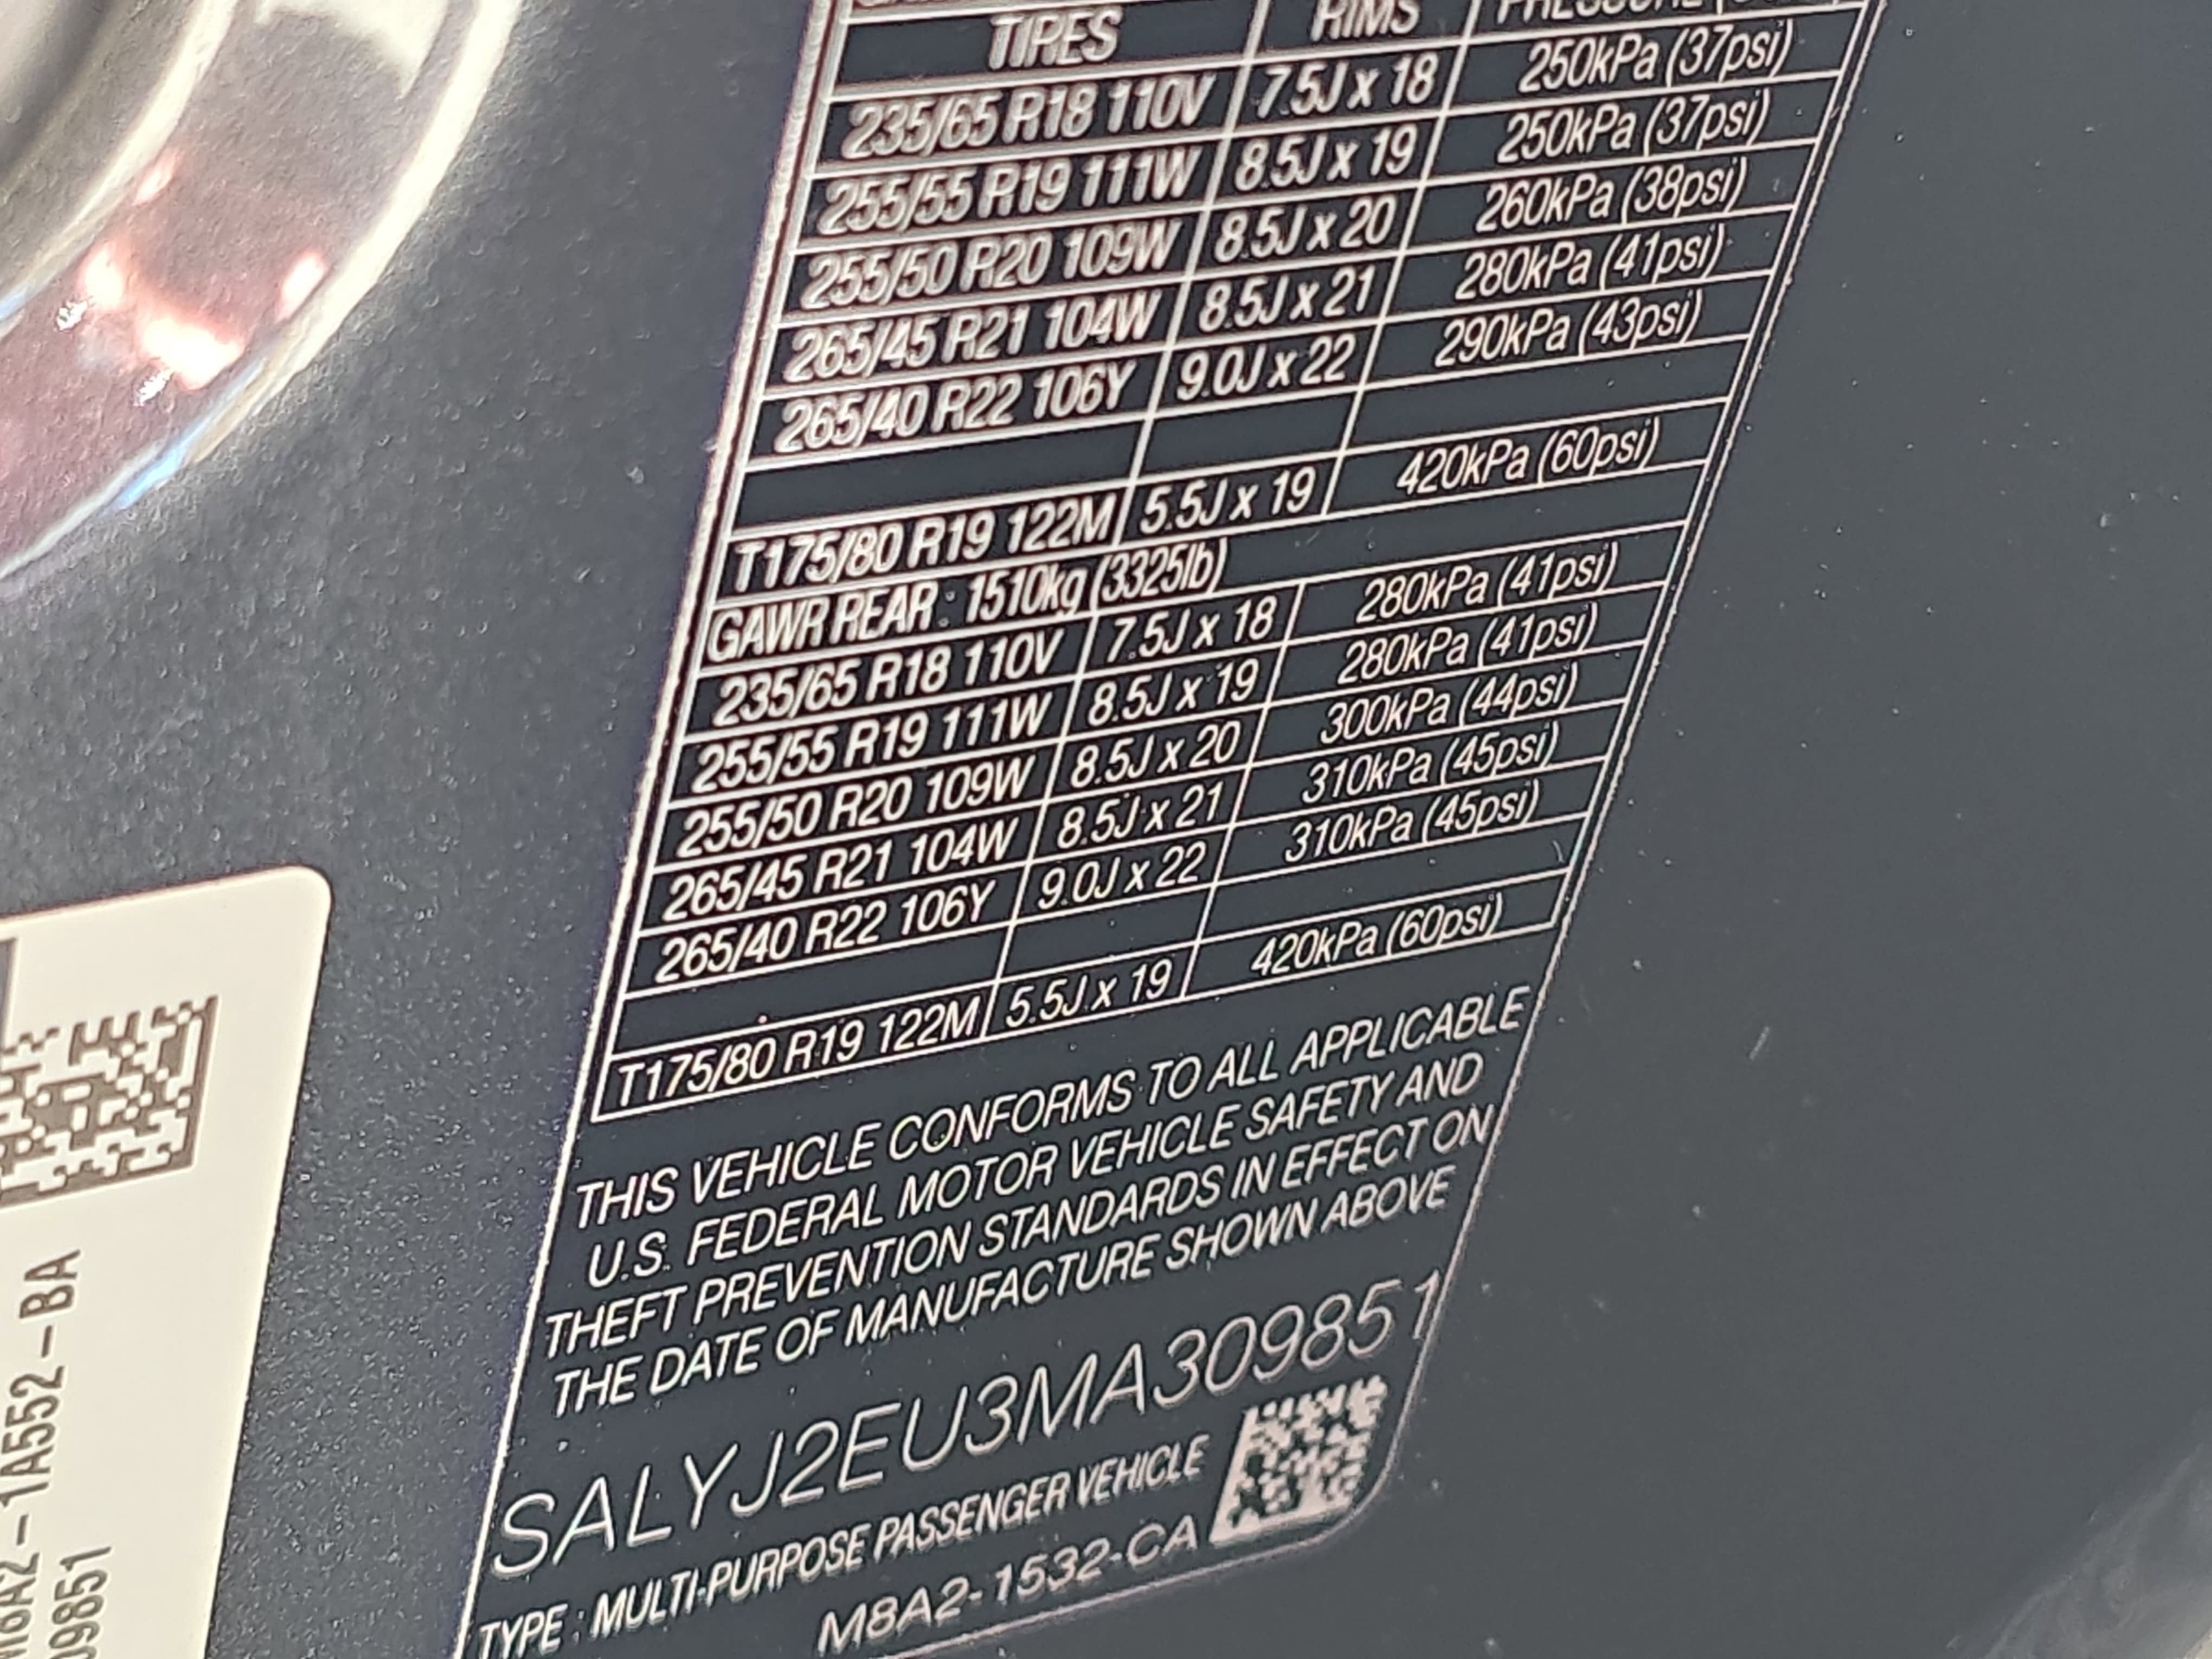 TIRES RIMS
235/65 R18 110V 7.5J x 18 250kPa (37psi)
255/55 R19 111W 8.5J x 19 250kPa (37psi)
255/50 R20 109W 8.5J x 20 260kPa (38psi)
265/45 R21 104W 8.5J x 21 280kPa (41psi)
265/40 R22 106Y 9.0J x 22 290kPa (43psi)
T175/80 R19 122M 5.5J x 19 420kPa (60psi)
GAWR REAR : 1510kg (3325lb)
235/65 R18 110V 7.5J x 18 280kPa (41psi)
255/55 R19 111W 8.5J x 19 280kPa (41psi)
255/50 R20 109W 8.5J x 20 300kPa (44psi)
265/45 R21 104W 8.5J x 21 310kPa (45psi)
265/40 R22 106Y 9.0J x 22 310kPa (45psi)
T175/80 R19 122M 5.5J x 19 420kPa (60psi)
THIS VEHICLE CONFORMS TO ALL APPLICABLE
U.S. FEDERAL MOTOR VEHICLE SAFETY AND
THEFT PREVENTION STANDARDS IN EFFECT ON
THE DATE OF MANUFACTURE SHOWN ABOVE
SALYJ2EU3MA309851
TYPE : MULTI-PURPOSE PASSENGER VEHICLE
M8A2-1532-CA
M8A2-1A552-BA
09851